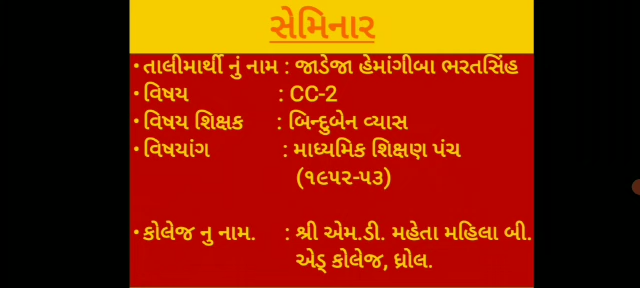 સેમિનાર
• તાલીમાર્થી નું નામ : જાડેજા હેમાંગીબા ભરતસિંહ
• વિષય : CC-2
• વિષય શિક્ષક : બિન્દુબેન વ્યાસ
• વિષયાંગ : માધ્યમિક શિક્ષણ પંચ
(૧૯૫૨-૫૩)
• કોલેજ નુ નામ. : શ્રી એમ.ડી. મહેતા મહિલા બી.
એડ્ કોલેજ, ધ્રોલ.